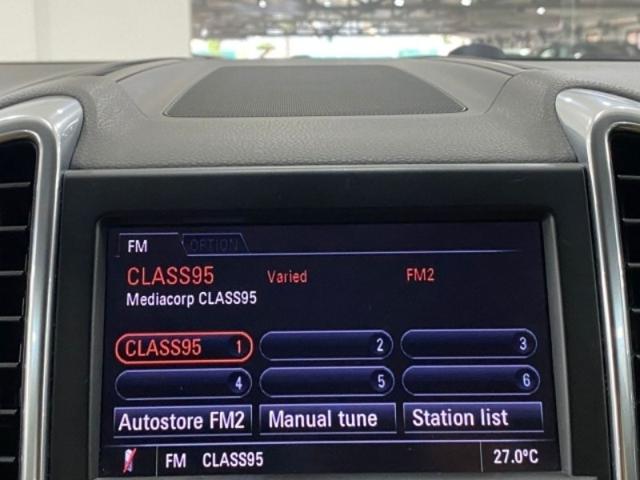 FM OPTION
CLASS95 Varied FM2
Mediacorp CLASS95
CLASS95 1 2 3
4 5 6
Autostore FM2 Manual tune Station list
FM CLASS95 27.0°C